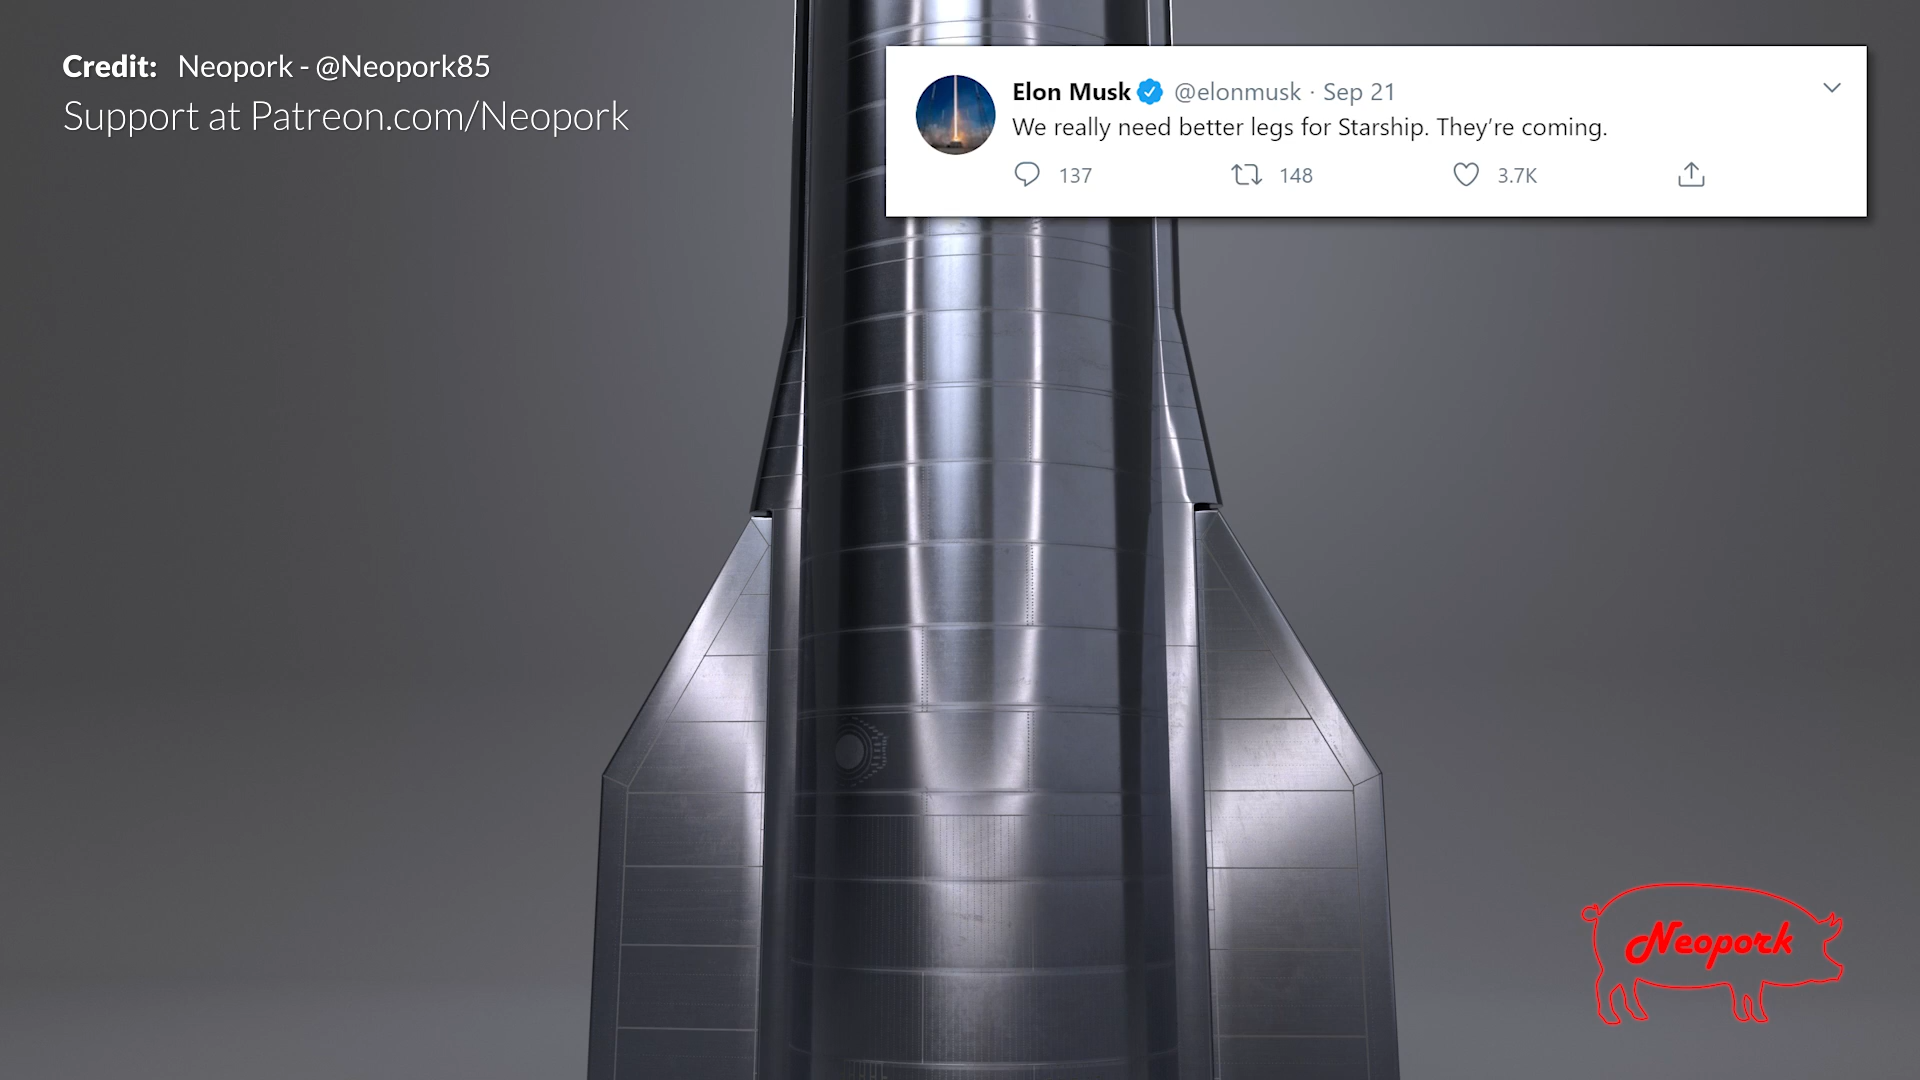 Credit: Neopork - @Neopork85
Support at Patreon.com/Neopork
Elon Musk @elonmusk · Sep 21
We really need better legs for Starship. They’re coming.
137 148 3.7K
Neopork